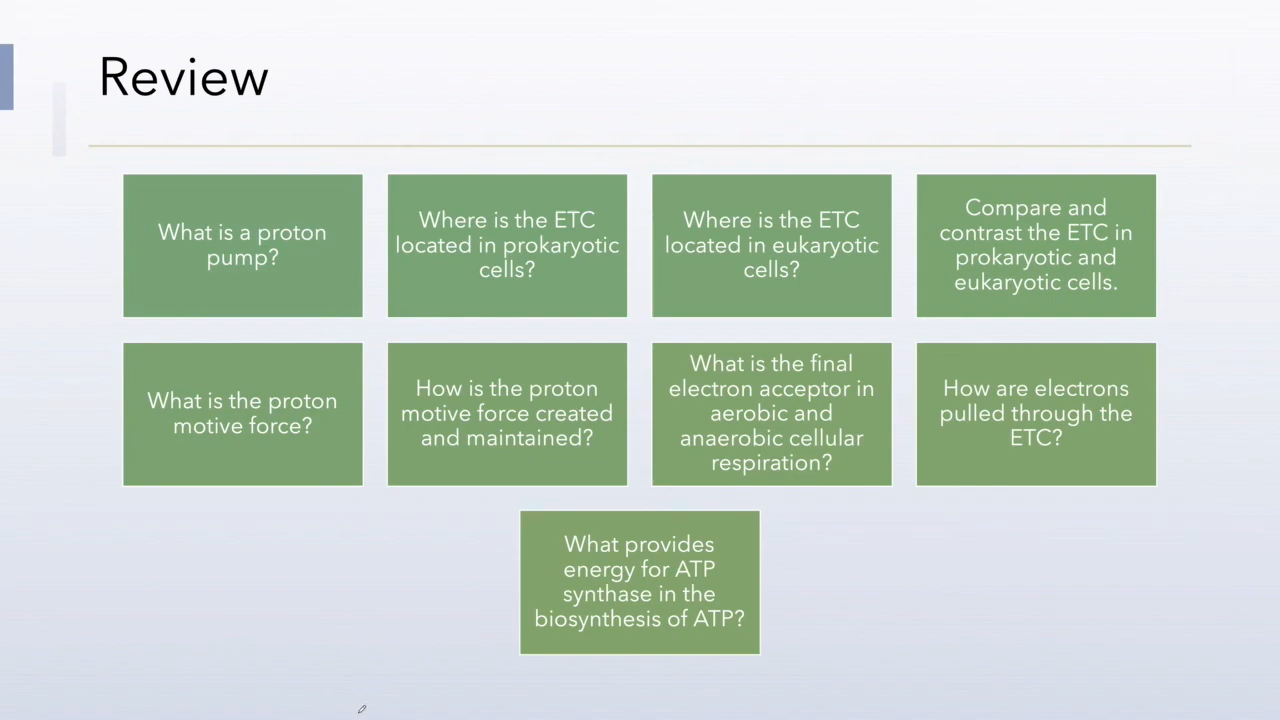 Review
What is a proton
pump?
Where is the ETC
located in prokaryotic
cells?
Where is the ETC
located in eukaryotic
cells?
Compare and
contrast the ETC in
prokaryotic and
eukaryotic cells.
What is the proton
motive force?
How is the proton
motive force created
and maintained?
What is the final
electron acceptor in
aerobic and
anaerobic cellular
respiration?
How are electrons
pulled through the
ETC?
What provides
energy for ATP
synthase in the
biosynthesis of ATP?